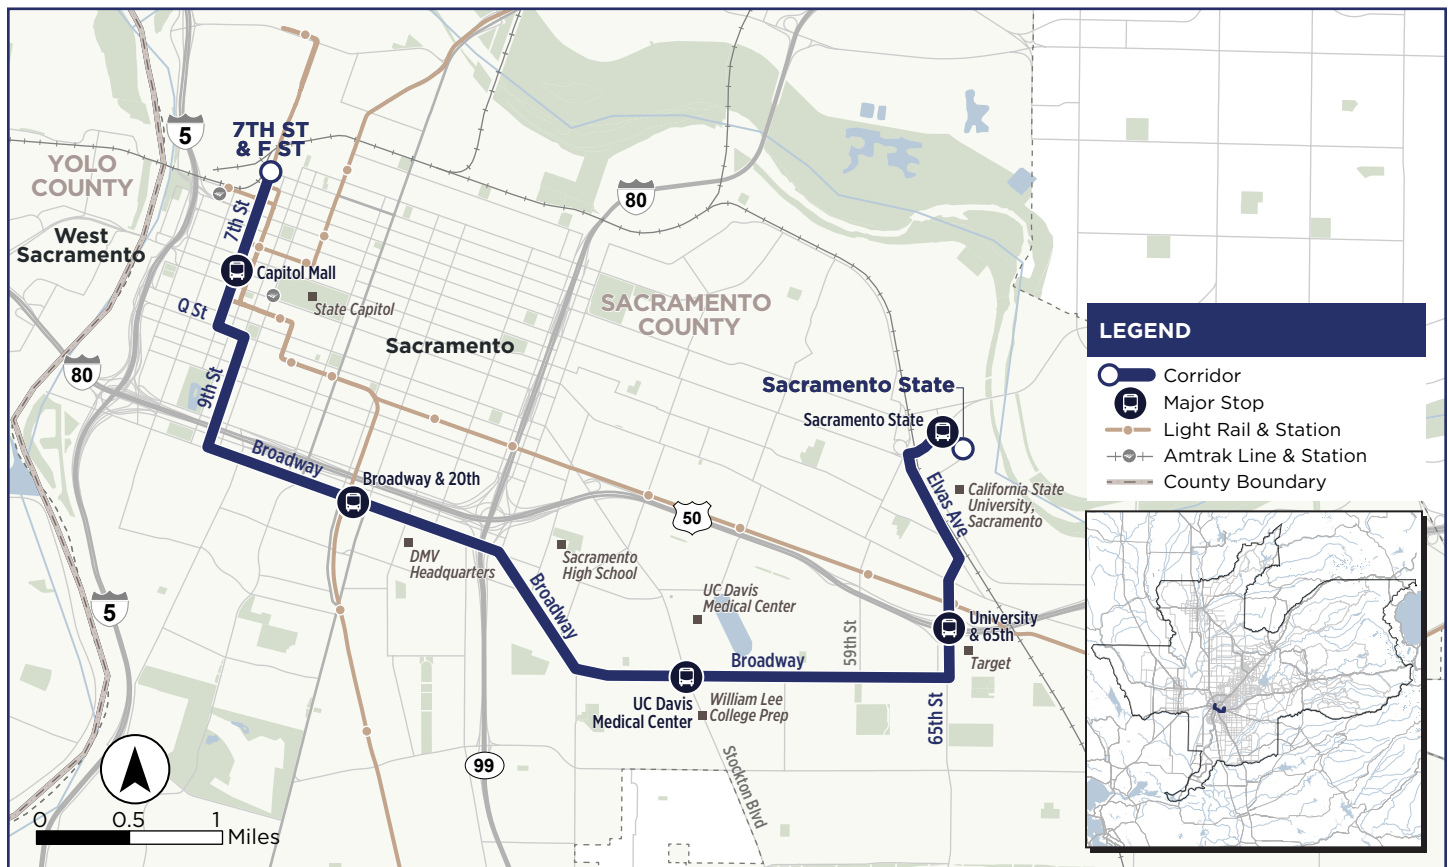 5
7TH ST
& F ST
YOLO
COUNTY
West
Sacramento
7th St
Capitol Mall
Q St
State Capitol
80
SACRAMENTO
COUNTY
Sacramento
80
9th St
Broadway
Broadway & 20th
Sacramento State
Sacramento State
Elvas Ave
California State
University,
Sacramento
50
DMV
Headquarters
Sacramento
High School
Broadway
UC Davis
Medical Center
5
University
& 65th
Target
59th St
Broadway
UC Davis
Medical Center
William Lee
College Prep
65th St
Stockton Blvd
99
0 0.5 1
Miles
LEGEND
Corridor
Major Stop
Light Rail & Station
Amtrak Line & Station
County Boundary